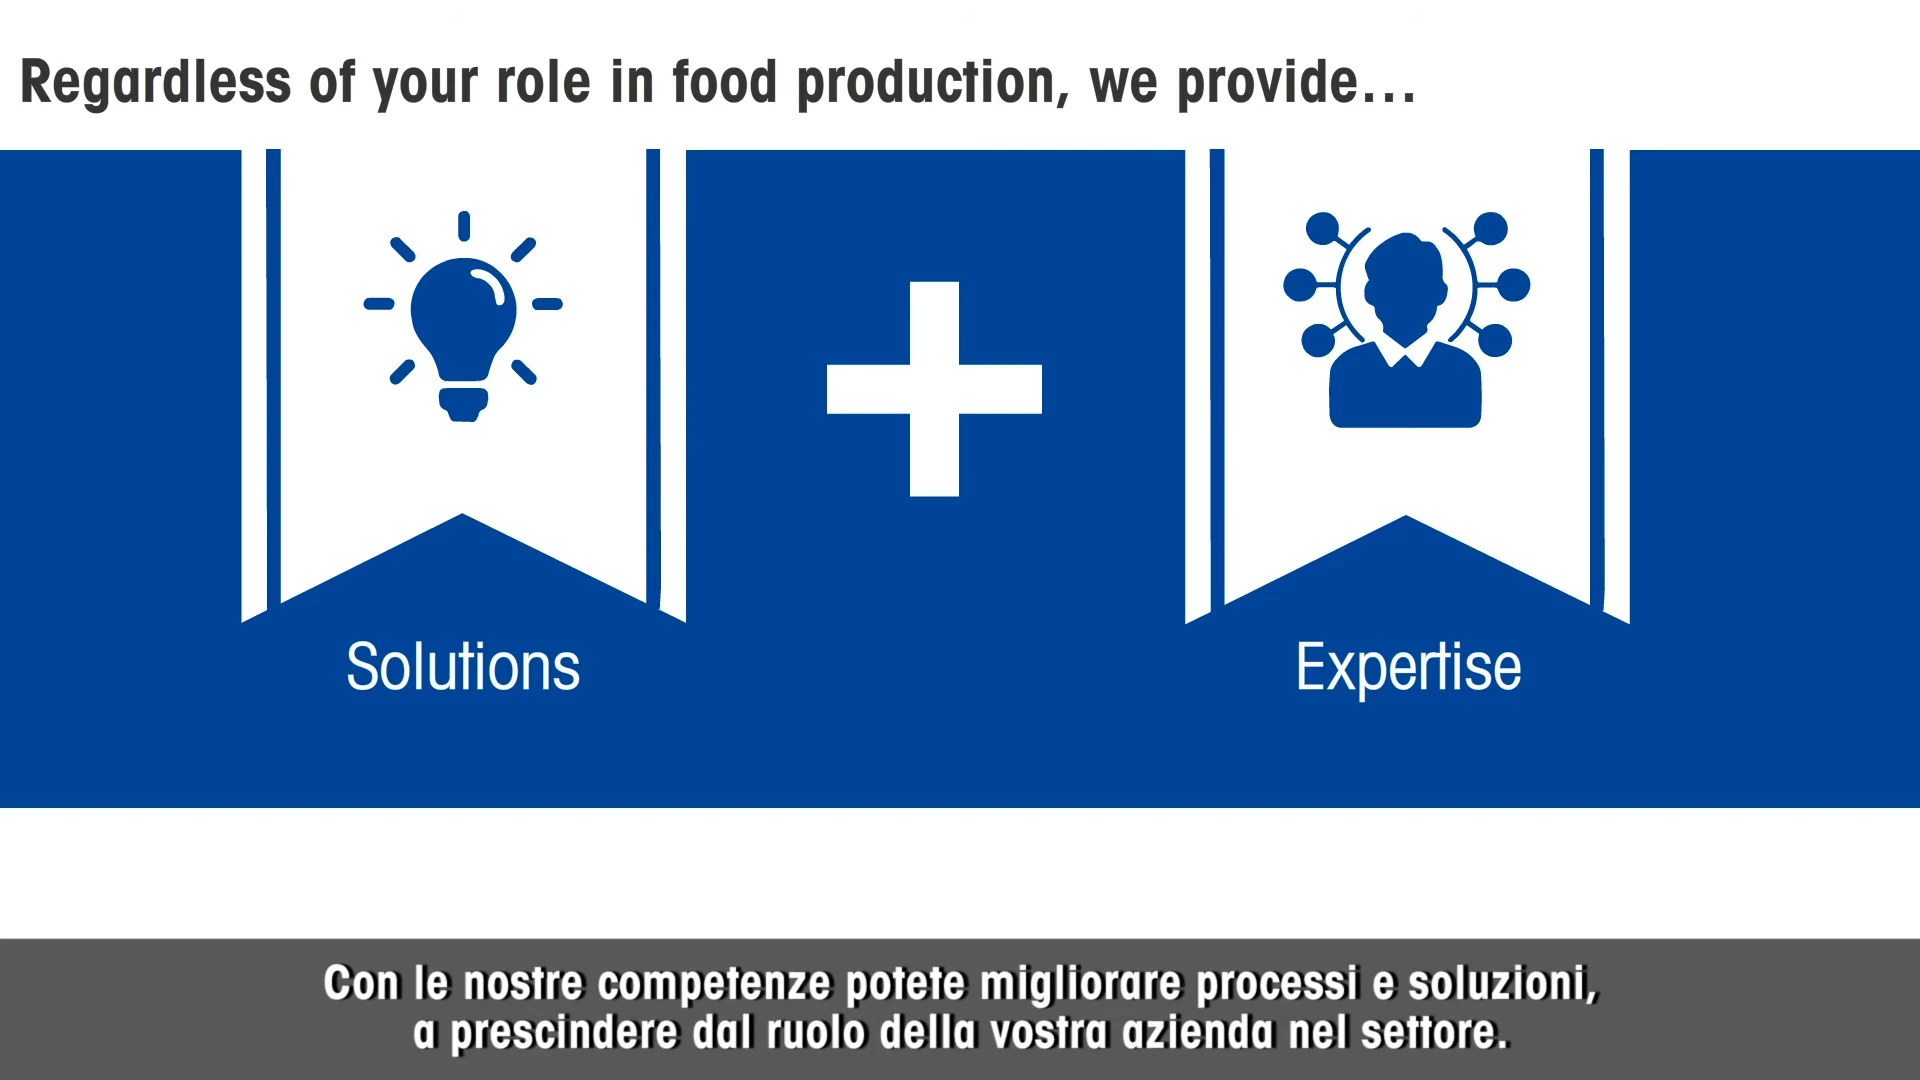 Regardless of your role in food production, we provide…
Solutions
Expertise
Con le nostre competenze potete migliorare processi e soluzioni,
a prescindere dal ruolo della vostra azienda nel settore.